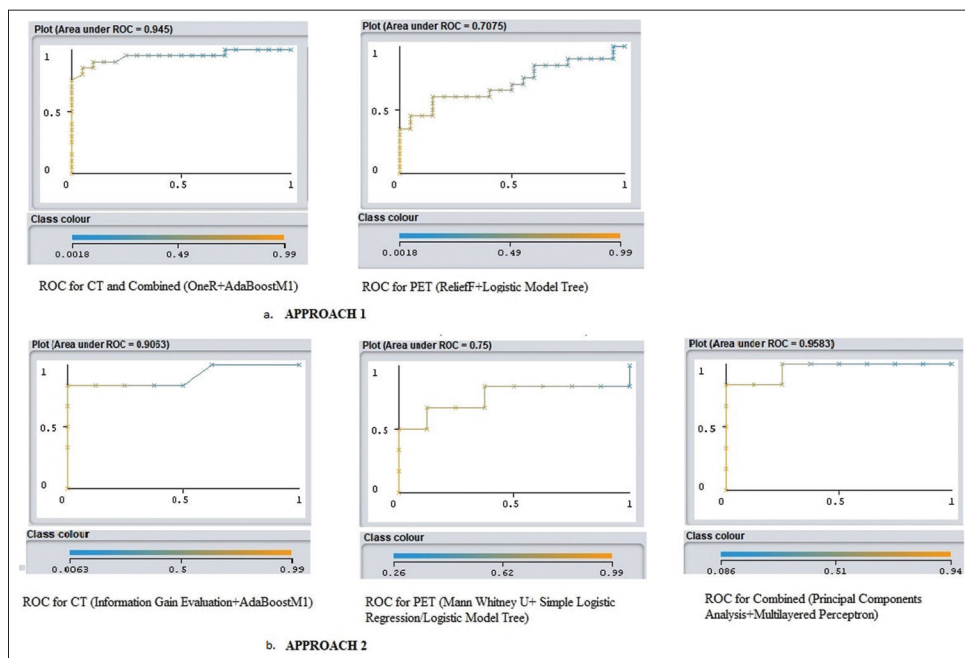 Plot (Area under ROC = 0.945)
1
0.5
0
0
0.5
1
Class colour
0.0018
0.49
0.99
ROC for CT and Combined (OneR+AdaBoostM1)
Plot (Area under ROC = 0.7075)
1
0.5
0
0
0.5
1
Class colour
0.0018
0.49
0.99
ROC for PET (ReliefF+Logistic Model Tree)
a. APPROACH 1
Plot (Area under ROC = 0.9063)
1
0.5
0
0
0.5
1
Class colour
0.0063
0.5
0.99
ROC for CT (Information Gain Evaluation+AdaBoostM1)
Plot (Area under ROC = 0.75)
1
0.5
0
0
0.5
1
Class colour
0.26
0.62
0.99
ROC for PET (Mann Whitney U+ Simple Logistic
Regression/Logistic Model Tree)
Plot (Area under ROC = 0.9583)
1
0.5
0
0
0.5
1
Class colour
0.086
0.51
0.94
ROC for Combined (Principal Components
Analysis+Multilayered Perceptron)
b. APPROACH 2